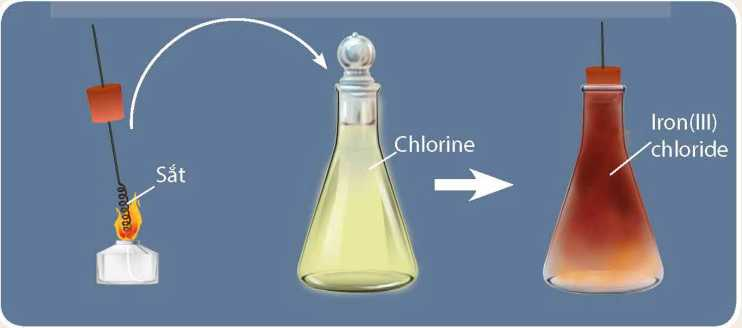 Sắt
Chlorine
Iron(III)
chloride